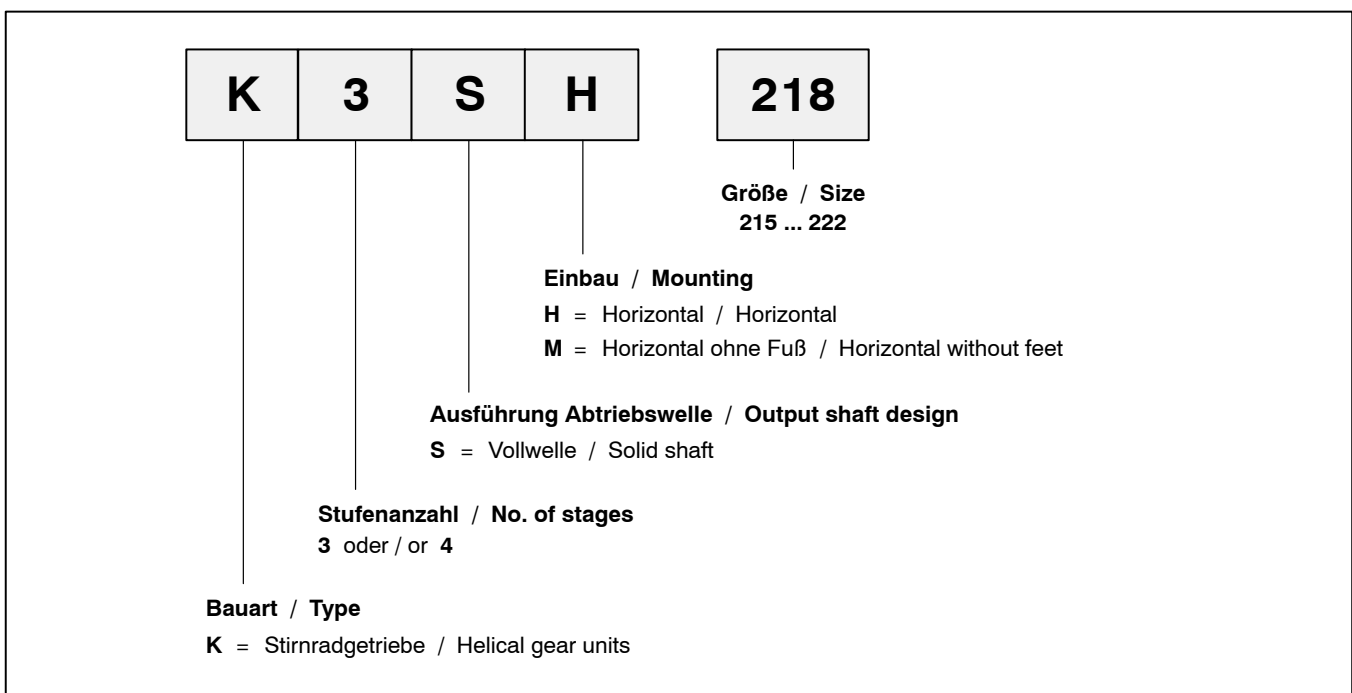 K 3 S H 218
Größe / Size
215 ... 222
Einbau / Mounting
H = Horizontal / Horizontal
M = Horizontal ohne Fuß / Horizontal without feet
Ausführung Abtriebswelle / Output shaft design
S = Vollwelle / Solid shaft
Stufenanzahl / No. of stages
3 oder / or 4
Bauart / Type
K = Stirnradgetriebe / Helical gear units